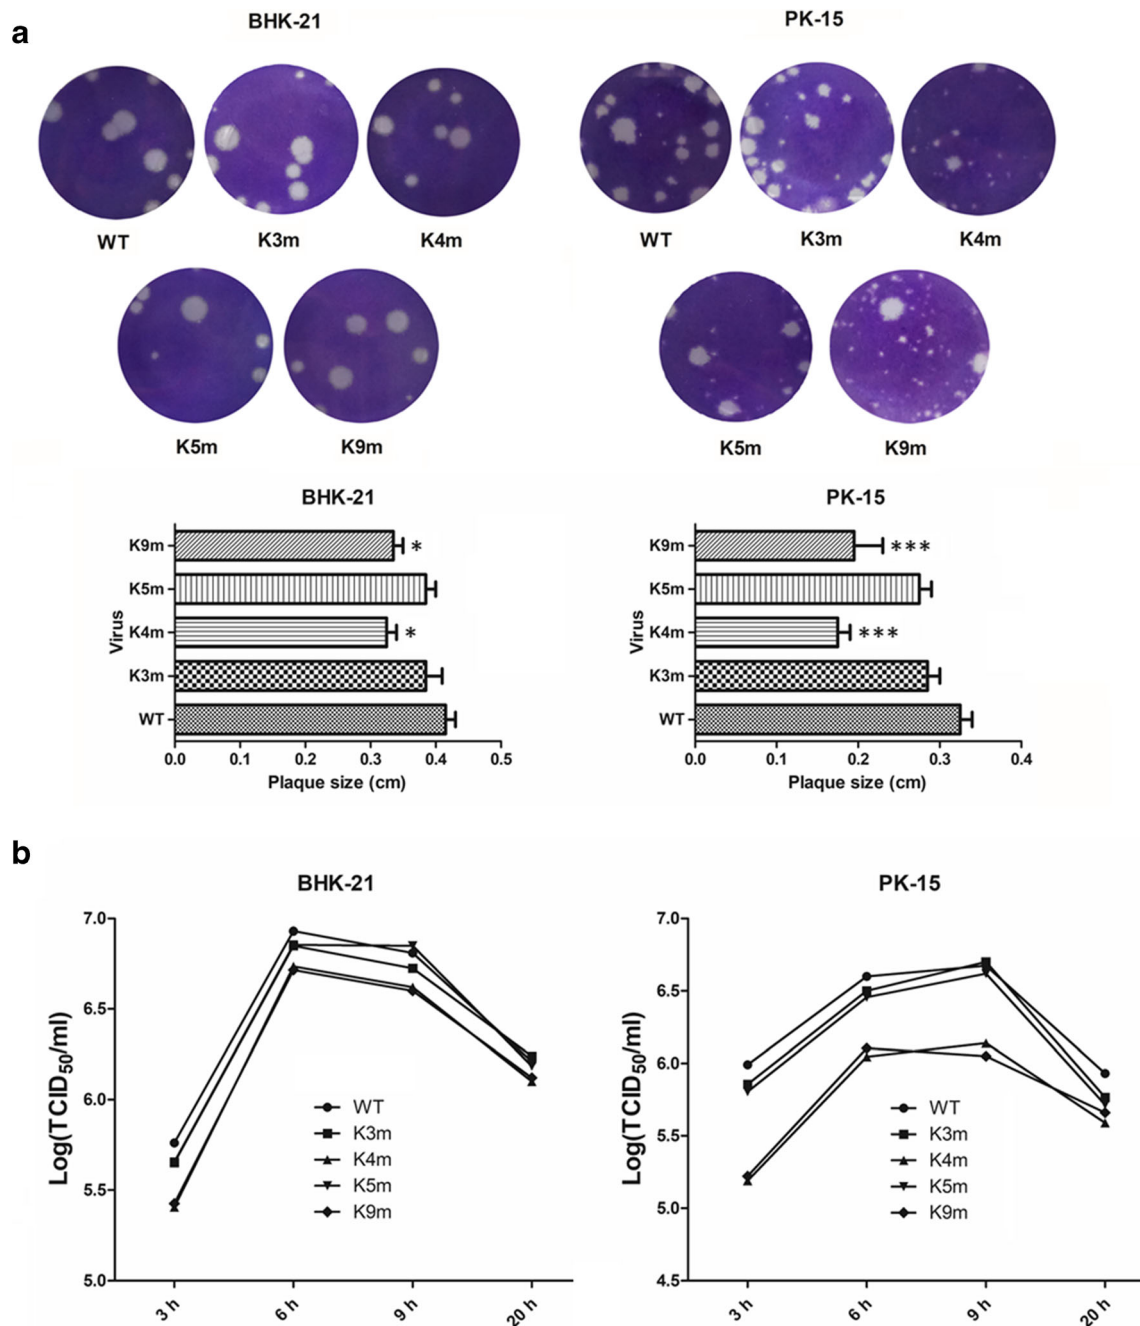 a
BHK-21
PK-15
WT
K3m
K4m
WT
K3m
K4m
K5m
K9m
K5m
K9m
BHK-21
Virus
K9m
*
K5m
K4m
*
K3m
WT
0.0 0.1 0.2 0.3 0.4 0.5
Plaque size (cm)
PK-15
Virus
K9m
***
K5m
K4m
***
K3m
WT
0.0 0.1 0.2 0.3 0.4
Plaque size (cm)
b
BHK-21
Log(TCID50/ml)
7.0
6.5
6.0
5.5
5.0
WT
K3m
K4m
K5m
K9m
3 h 6 h 9 h 20 h
PK-15
Log(TCID50/ml)
7.0
6.5
6.0
5.5
5.0
4.5
WT
K3m
K4m
K5m
K9m
3 h 6 h 9 h 20 h